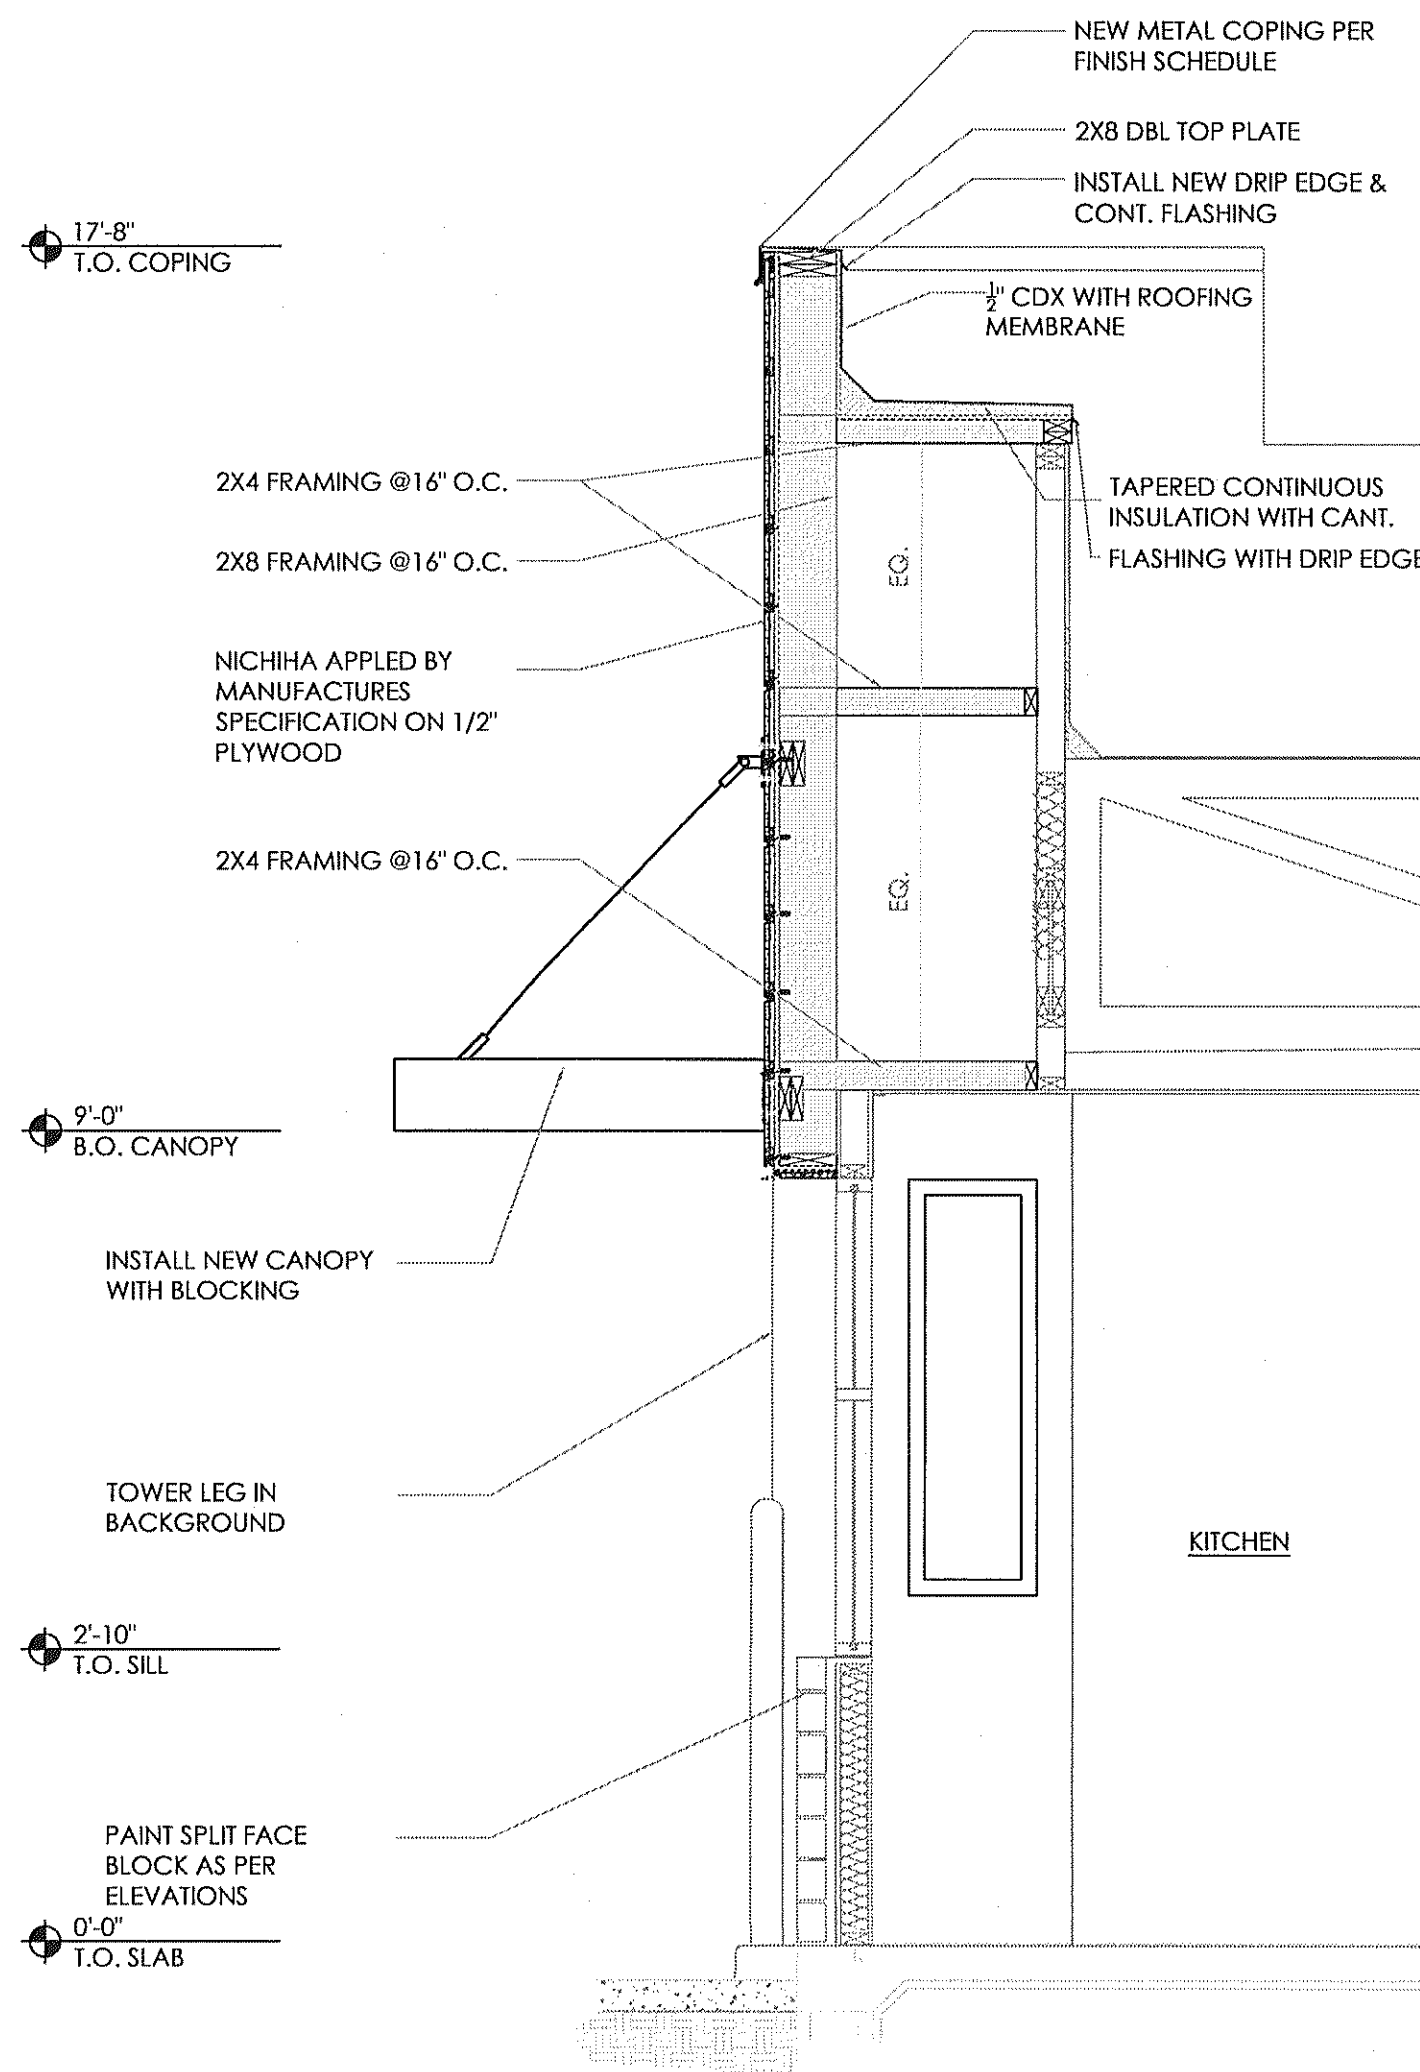 NEW METAL COPING PER
FINISH SCHEDULE
2X8 DBL TOP PLATE
INSTALL NEW DRIP EDGE &
CONT. FLASHING
17'-8"
T.O. COPING
½" CDX WITH ROOFING
MEMBRANE
2X4 FRAMING @16" O.C.
TAPERED CONTINUOUS
INSULATION WITH CANT.
2X8 FRAMING @16" O.C.
EQ.
FLASHING WITH DRIP EDGE
NICHIHA APPLED BY
MANUFACTURES
SPECIFICATION ON 1/2"
PLYWOOD
2X4 FRAMING @16" O.C.
EQ.
9'-0"
B.O. CANOPY
INSTALL NEW CANOPY
WITH BLOCKING
TOWER LEG IN
BACKGROUND
KITCHEN
2'-10"
T.O. SILL
PAINT SPLIT FACE
BLOCK AS PER
ELEVATIONS
0'-0"
T.O. SLAB